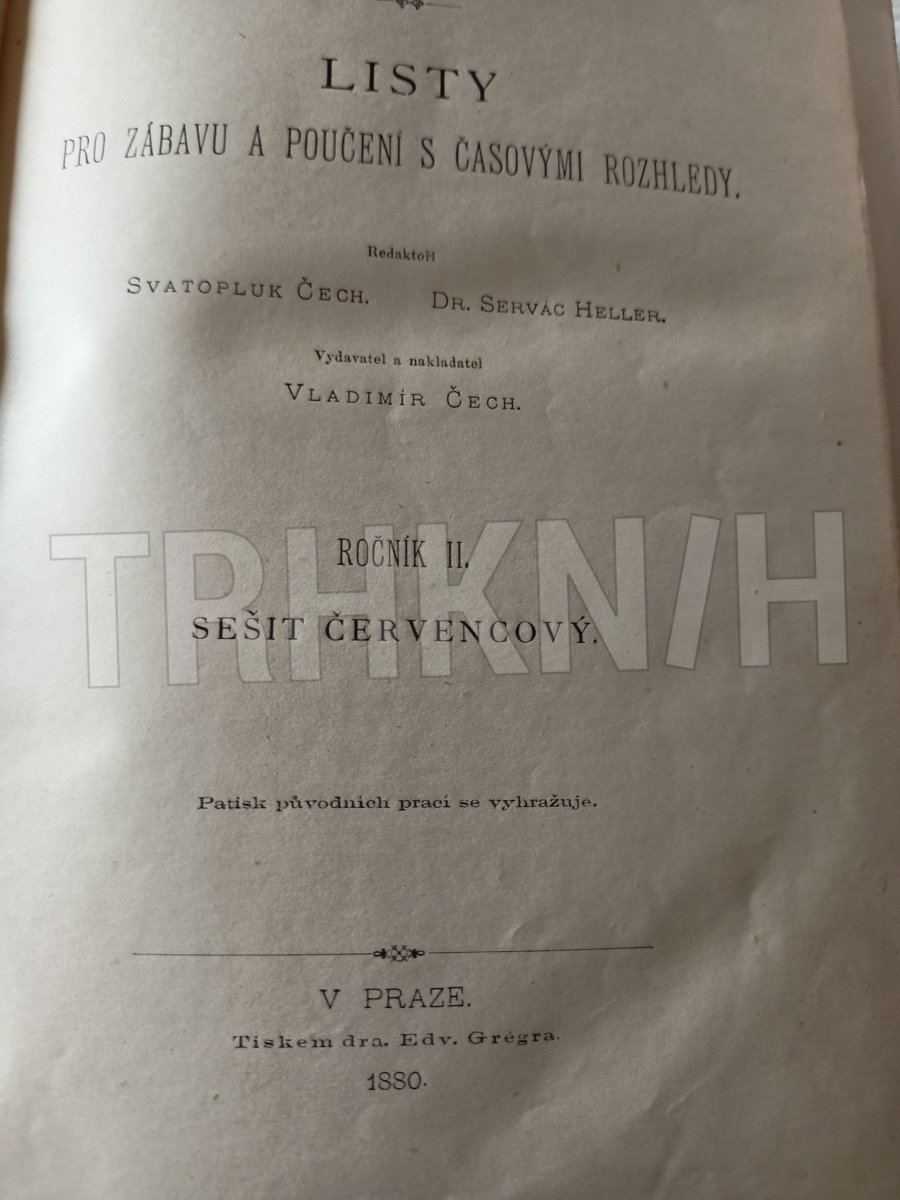 LISTY
PRO ZÁBAVU A POUČENÍ S ČASOVÝMI ROZHLEDY.
Redaktoři
SVATOPLUK ČECH. DR. SERVÁC HELLER.
Vydavatel a nakladatel
VLADIMÍR ČECH.
TRHKNIH
ROČNÍK II.
SEŠIT ČERVENCOVÝ.
Patisk původních prací se vyhražuje.
V PRAZE.
Tiskem dra. Edv. Grégra.
1880.